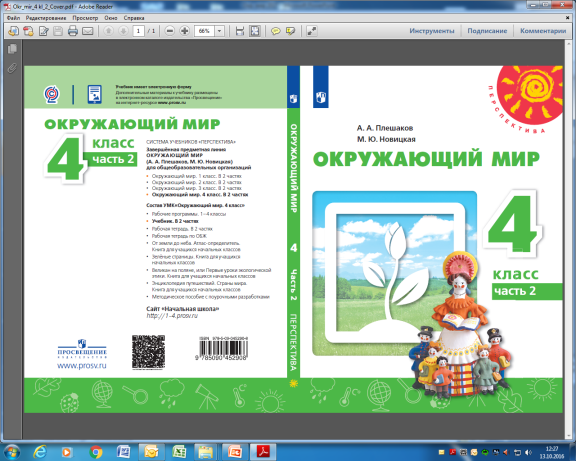 Okr_mir_4 kl_2_Cover.pdf - Adobe Reader
Файл Редактирование Просмотр Окно Справка
1 / 1
66%
Инструменты Подписание Комментарии
Учебник имеет электронную форму
Дополнительные материалы к учебнику размещены
в электронном каталоге издательства «Просвещение»
на интернет-ресурсе www.prosv.ru
ОКРУЖАЮЩИЙ МИР
4
класс
часть 2
СИСТЕМА УЧЕБНИКОВ «ПЕРСПЕКТИВА»
Завершённая предметная линия
ОКРУЖАЮЩИЙ МИР
(А. А. Плешаков, М. Ю. Новицкая)
для общеобразовательных организаций
• Окружающий мир. 1 класс. В 2 частях
• Окружающий мир. 2 класс. В 2 частях
• Окружающий мир. 3 класс. В 2 частях
• Окружающий мир. 4 класс. В 2 частях
Состав УМК «Окружающий мир. 4 класс»
• Рабочие программы. 1–4 классы
• Учебник. В 2 частях
• Рабочая тетрадь. В 2 частях
• Рабочая тетрадь по ОБЖ
• От земли до неба. Атлас-определитель.
Книга для учащихся начальных классов
• Зелёные страницы. Книга для учащихся
начальных классов
• Великан на поляне, или Первые уроки экологической
этики. Книга для учащихся начальных классов
• Энциклопедия путешествий. Страны мира.
Книга для учащихся начальных классов
• Методическое пособие с поурочными разработками
Сайт «Начальная школа»
http://1-4.prosv.ru
ПРОСВЕЩЕНИЕ
ИЗДАТЕЛЬСТВО
www.prosv.ru
9785090452908
ОКРУЖАЮЩИЙ МИР
4
Часть 2
ПЕРСПЕКТИВА
ПЕРСПЕКТИВА
А. А. Плешаков
М. Ю. Новицкая
ОКРУЖАЮЩИЙ МИР
4
класс
часть 2
ПРОСВЕЩЕНИЕ
ИЗДАТЕЛЬСТВО
12:27
13.10.2016